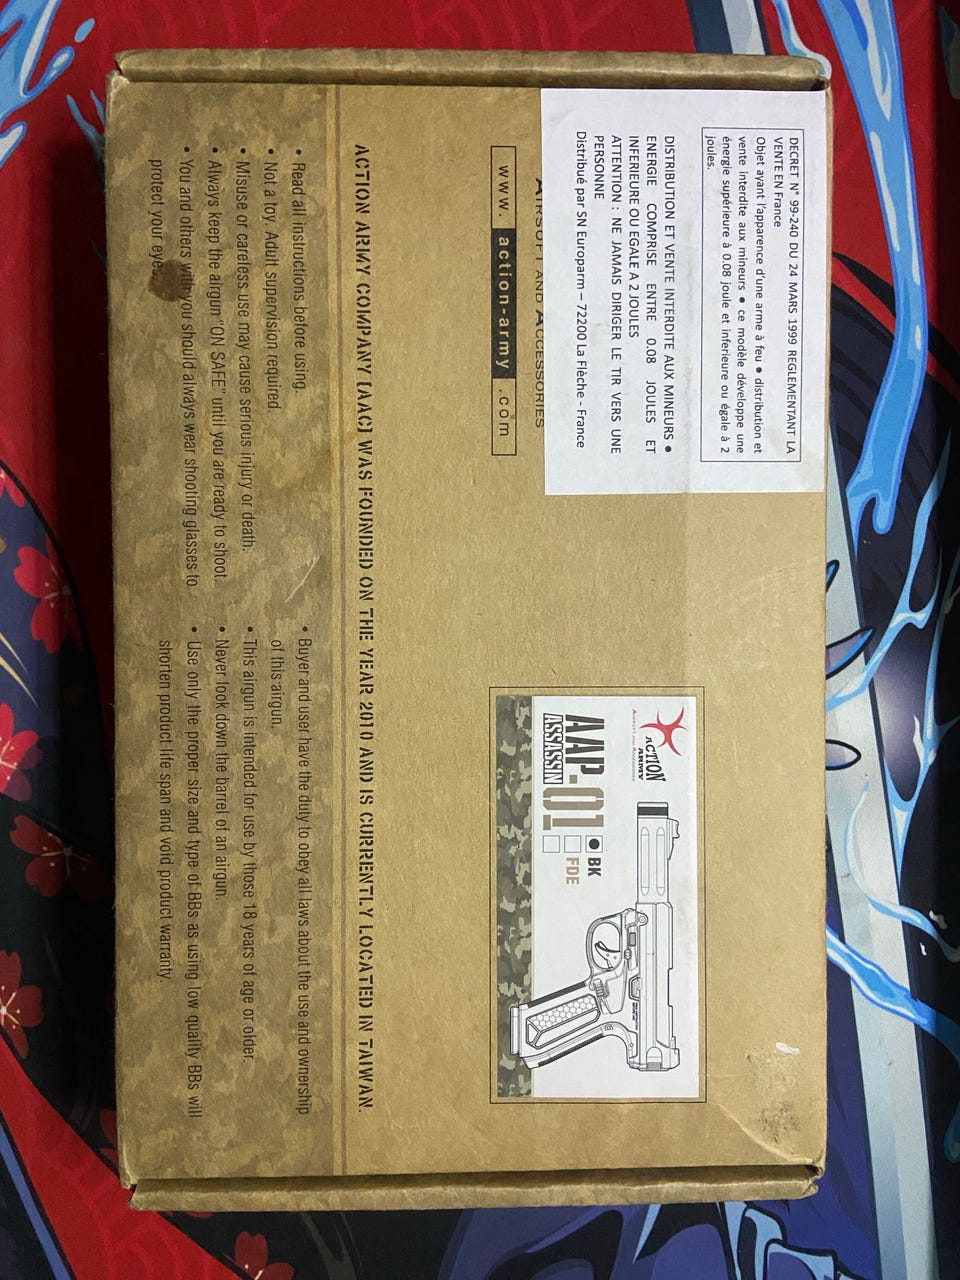 DECRET N° 99-240 DU 24 MARS 1999 REGLEMENTANT LA
VENTE EN France
Objet ayant l'apparence d'une arme à feu ● distribution et
vente interdite aux mineurs ● ce modèle développe une
énergie supérieure à 0.08 joule et inferieure ou égale à 2
joules.
DISTRIBUTION ET VENTE INTERDITE AUX MINEURS ●
ENERGIE COMPRISE ENTRE 0.08 JOULES ET
INFERIEURE OU EGALE A 2 JOULES
ATTENTION : NE JAMAIS DIRIGER LE TIR VERS UNE
PERSONNE
Distribué par SN Europarm – 72200 La Flèche - France
AIRSOFT AND ACCESSORIES
www. action-army .com
ACTION
ARMY
AIRSOFT AND ACCESSORIES
AAP-01
ASSASSIN
BK
FDE
ACTION ARMY COMPANY [AAC] WAS FOUNDED ON THE YEAR 2010 AND IS CURRENTLY LOCATED IN TAIWAN.
• Read all instructions before using.
• Not a toy. Adult supervision required.
• Misuse or careless use may cause serious injury or death.
• Always keep the airgun "ON SAFE" until you are ready to shoot.
• You and others with you should always wear shooting glasses to
protect your eyes.
• Buyer and user have the duty to obey all laws about the use and ownership
of this airgun.
• This airgun is intended for use by those 18 years of age or older.
• Never look down the barrel of an airgun.
• Use only the proper size and type of BBs as using low quality BBs will
shorten product life span and void product warranty.